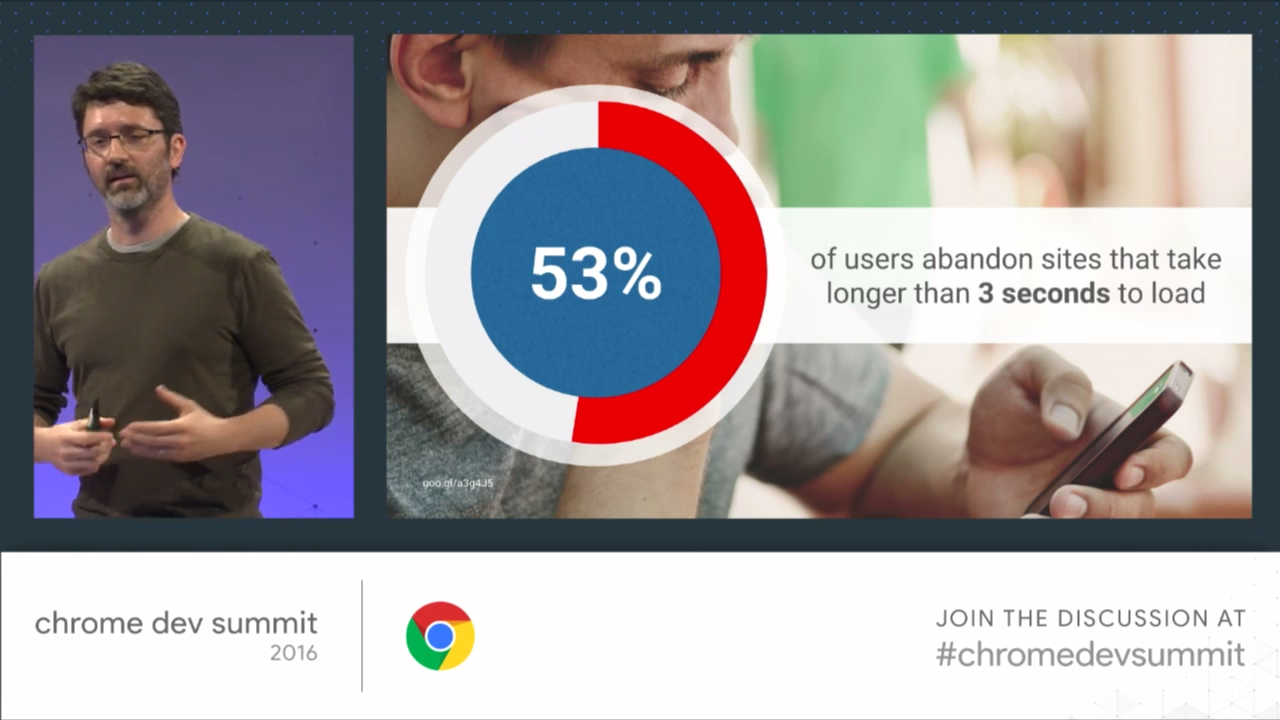 53%
of users abandon sites that take
longer than 3 seconds to load
goo.gl/a3g4J5
chrome dev summit
2016
JOIN THE DISCUSSION AT
#chromedevsummit